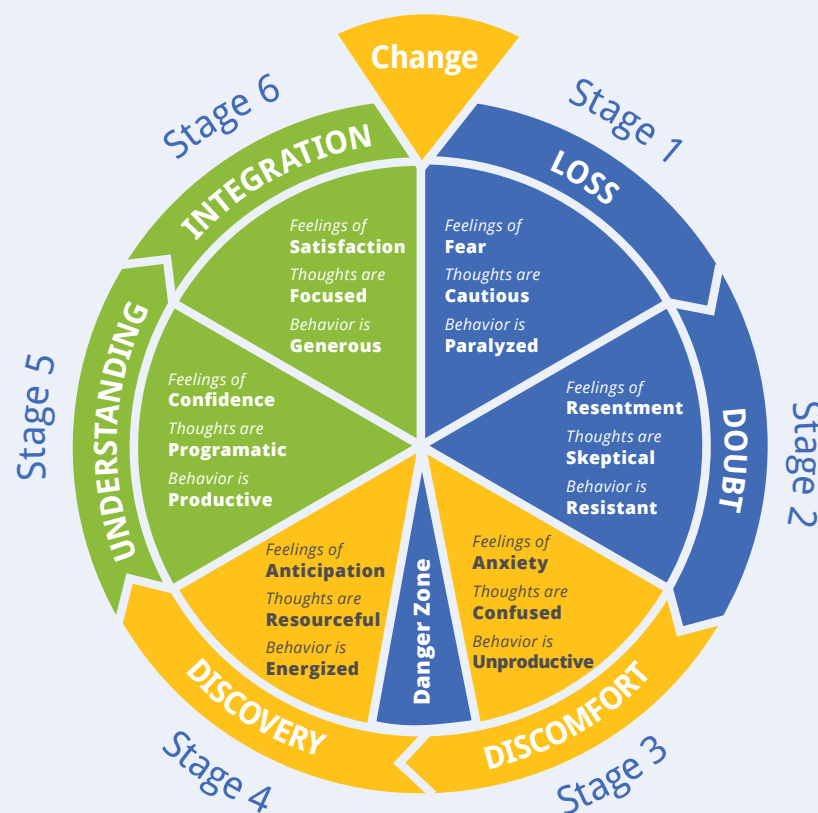 Change
Stage 1
LOSS
Feelings of
Fear
Thoughts are
Cautious
Behavior is
Paralyzed
Stage 2
DOUBT
Feelings of
Resentment
Thoughts are
Skeptical
Behavior is
Resistant
Stage 3
DISCOMFORT
Feelings of
Anxiety
Thoughts are
Confused
Behavior is
Unproductive
Danger Zone
Stage 4
DISCOVERY
Feelings of
Anticipation
Thoughts are
Resourceful
Behavior is
Energized
Stage 5
UNDERSTANDING
Feelings of
Confidence
Thoughts are
Programatic
Behavior is
Productive
Stage 6
INTEGRATION
Feelings of
Satisfaction
Thoughts are
Focused
Behavior is
Generous